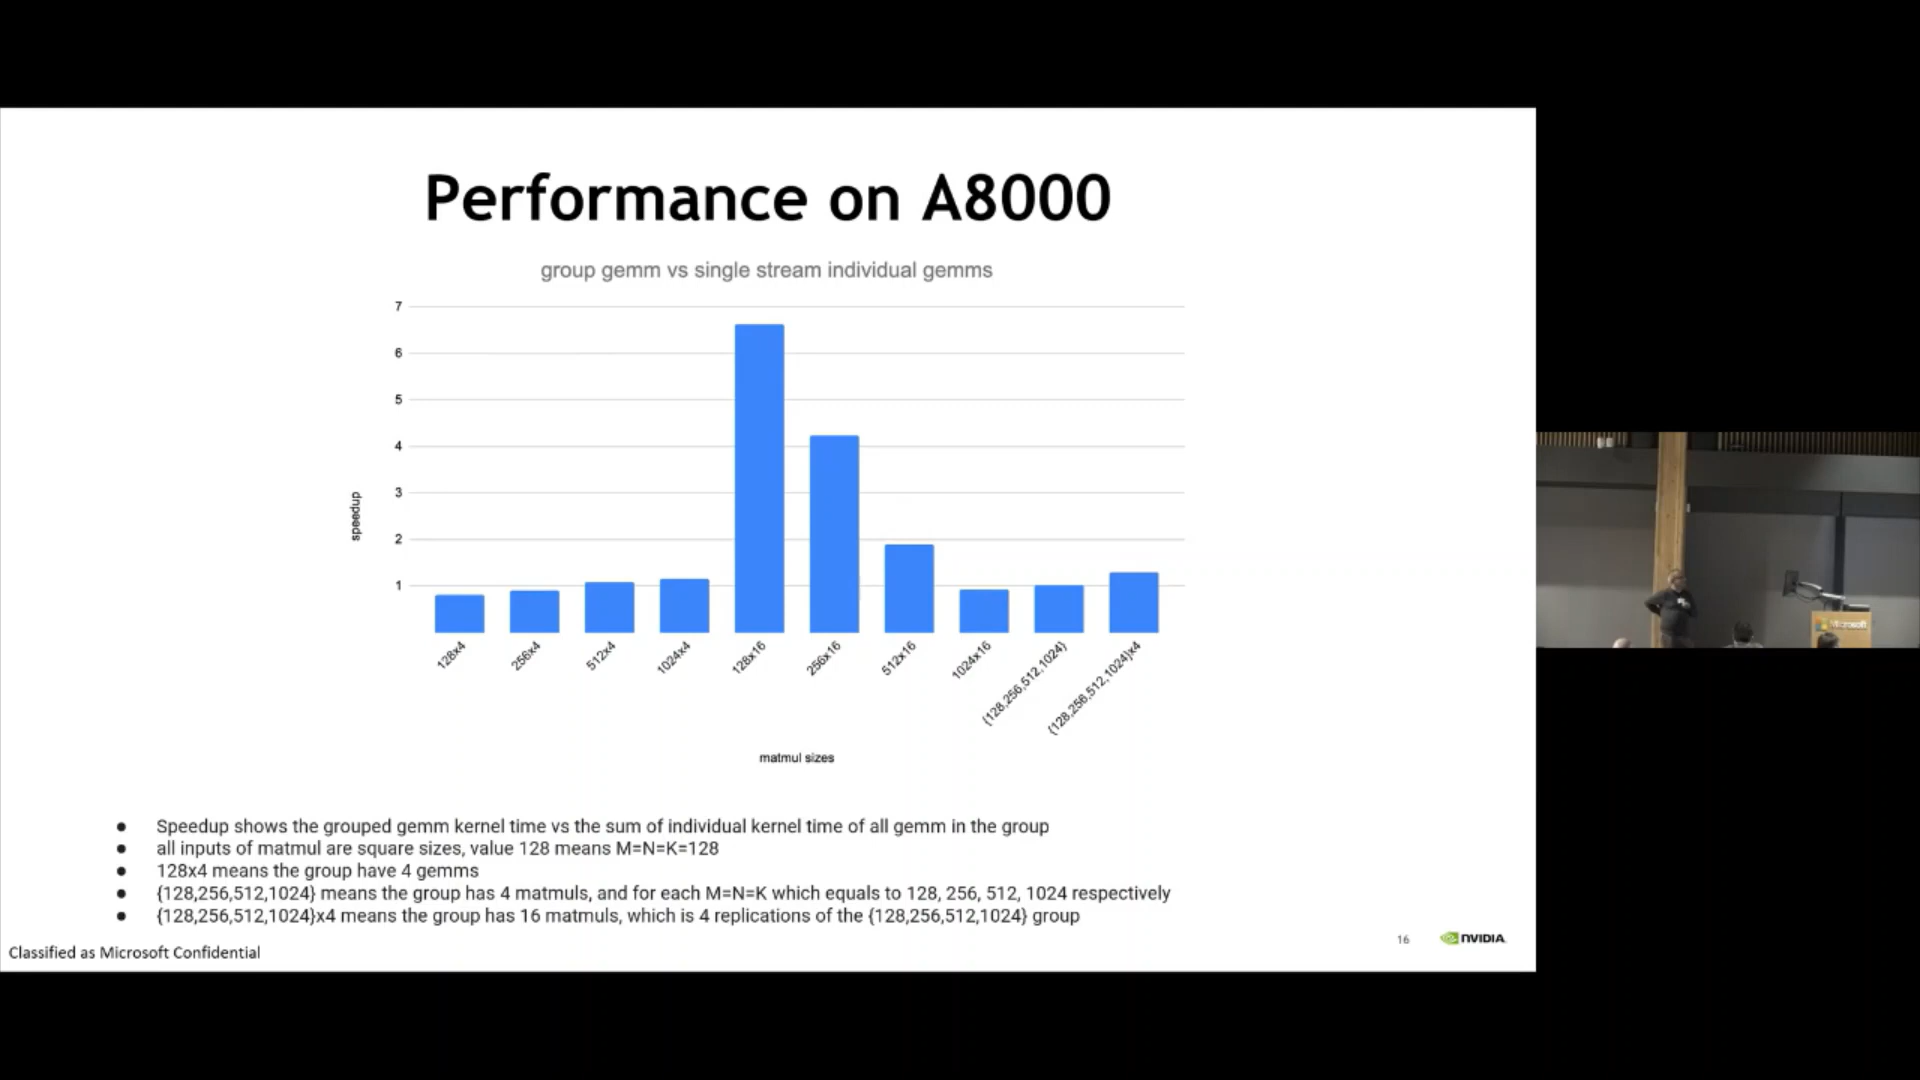 Performance on A8000
group gemm vs single stream individual gemms
7
6
5
4
3
2
1
speedup
128x4
256x4
512x4
1024x4
128x16
256x16
512x16
1024x16
{128,256,512,1024}
{128,256,512,1024}x4
matmul sizes
● Speedup shows the grouped gemm kernel time vs the sum of individual kernel time of all gemm in the group
● all inputs of matmul are square sizes, value 128 means M=N=K=128
● 128x4 means the group have 4 gemms
● {128,256,512,1024} means the group has 4 matmuls, and for each M=N=K which equals to 128, 256, 512, 1024 respectively
● {128,256,512,1024}x4 means the group has 16 matmuls, which is 4 replications of the {128,256,512,1024} group
16
NVIDIA
Classified as Microsoft Confidential
Microsoft